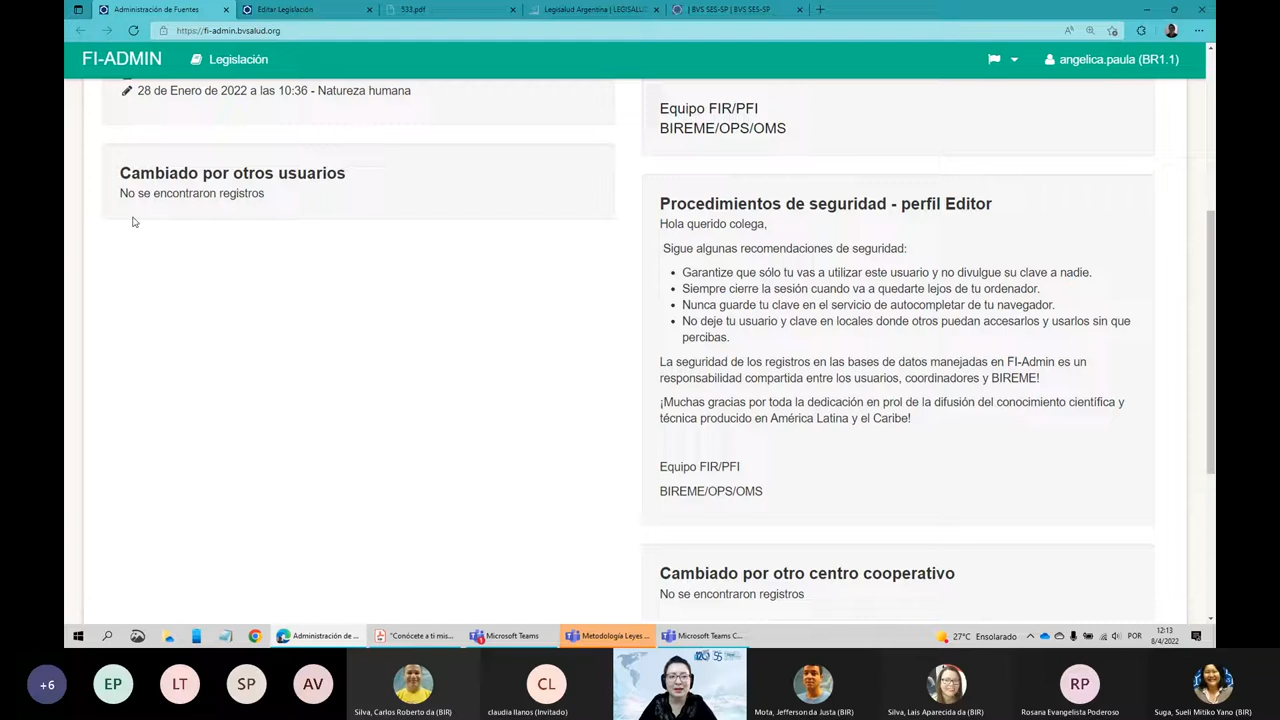 Administración de Fuentes
Editar Legislación
533.pdf
Legisalud Argentina | LEGISALU
| BVS SES-SP | BVS SES-SP
https://fi-admin.bvsalud.org
FI-ADMIN
Legislación
angelica.paula (BR1.1)
28 de Enero de 2022 a las 10:36 - Natureza humana
Cambiado por otros usuarios
No se encontraron registros
Equipo FIR/PFI
BIREME/OPS/OMS
Procedimientos de seguridad - perfil Editor
Hola querido colega,
Sigue algunas recomendaciones de seguridad:
• Garantize que sólo tu vas a utilizar este usuario y no divulgue su clave a nadie.
• Siempre cierre la sesión cuando va a quedarte lejos de tu ordenador.
• Nunca guarde tu clave en el servicio de autocompletar de tu navegador.
• No deje tu usuario y clave en locales donde otros puedan accesarlos y usarlos sin que
percibas.
La seguridad de los registros en las bases de datos manejadas en FI-Admin es un
responsabilidad compartida entre los usuarios, coordinadores y BIREME!
¡Muchas gracias por toda la dedicación en prol de la difusión del conocimiento científica y
técnica producido en América Latina y el Caribe!
Equipo FIR/PFI
BIREME/OPS/OMS
Cambiado por otro centro cooperativo
No se encontraron registros
Administración de ...
"Conócete a ti mis...
Microsoft Teams
Metodología Leyes ...
Microsoft Teams C...
27°C Ensolarado
POR
12:13
8/4/2022
+6
EP
LT
SP
AV
Silva, Carlos Roberto da (BIR)
CL
claudia llanos (Invitado)
Mota, Jefferson da Justa (BIR)
Silva, Lais Aparecida da (BIR)
RP
Rosana Evangelista Poderoso
Suga, Sueli Mitiko Yano (BIR)